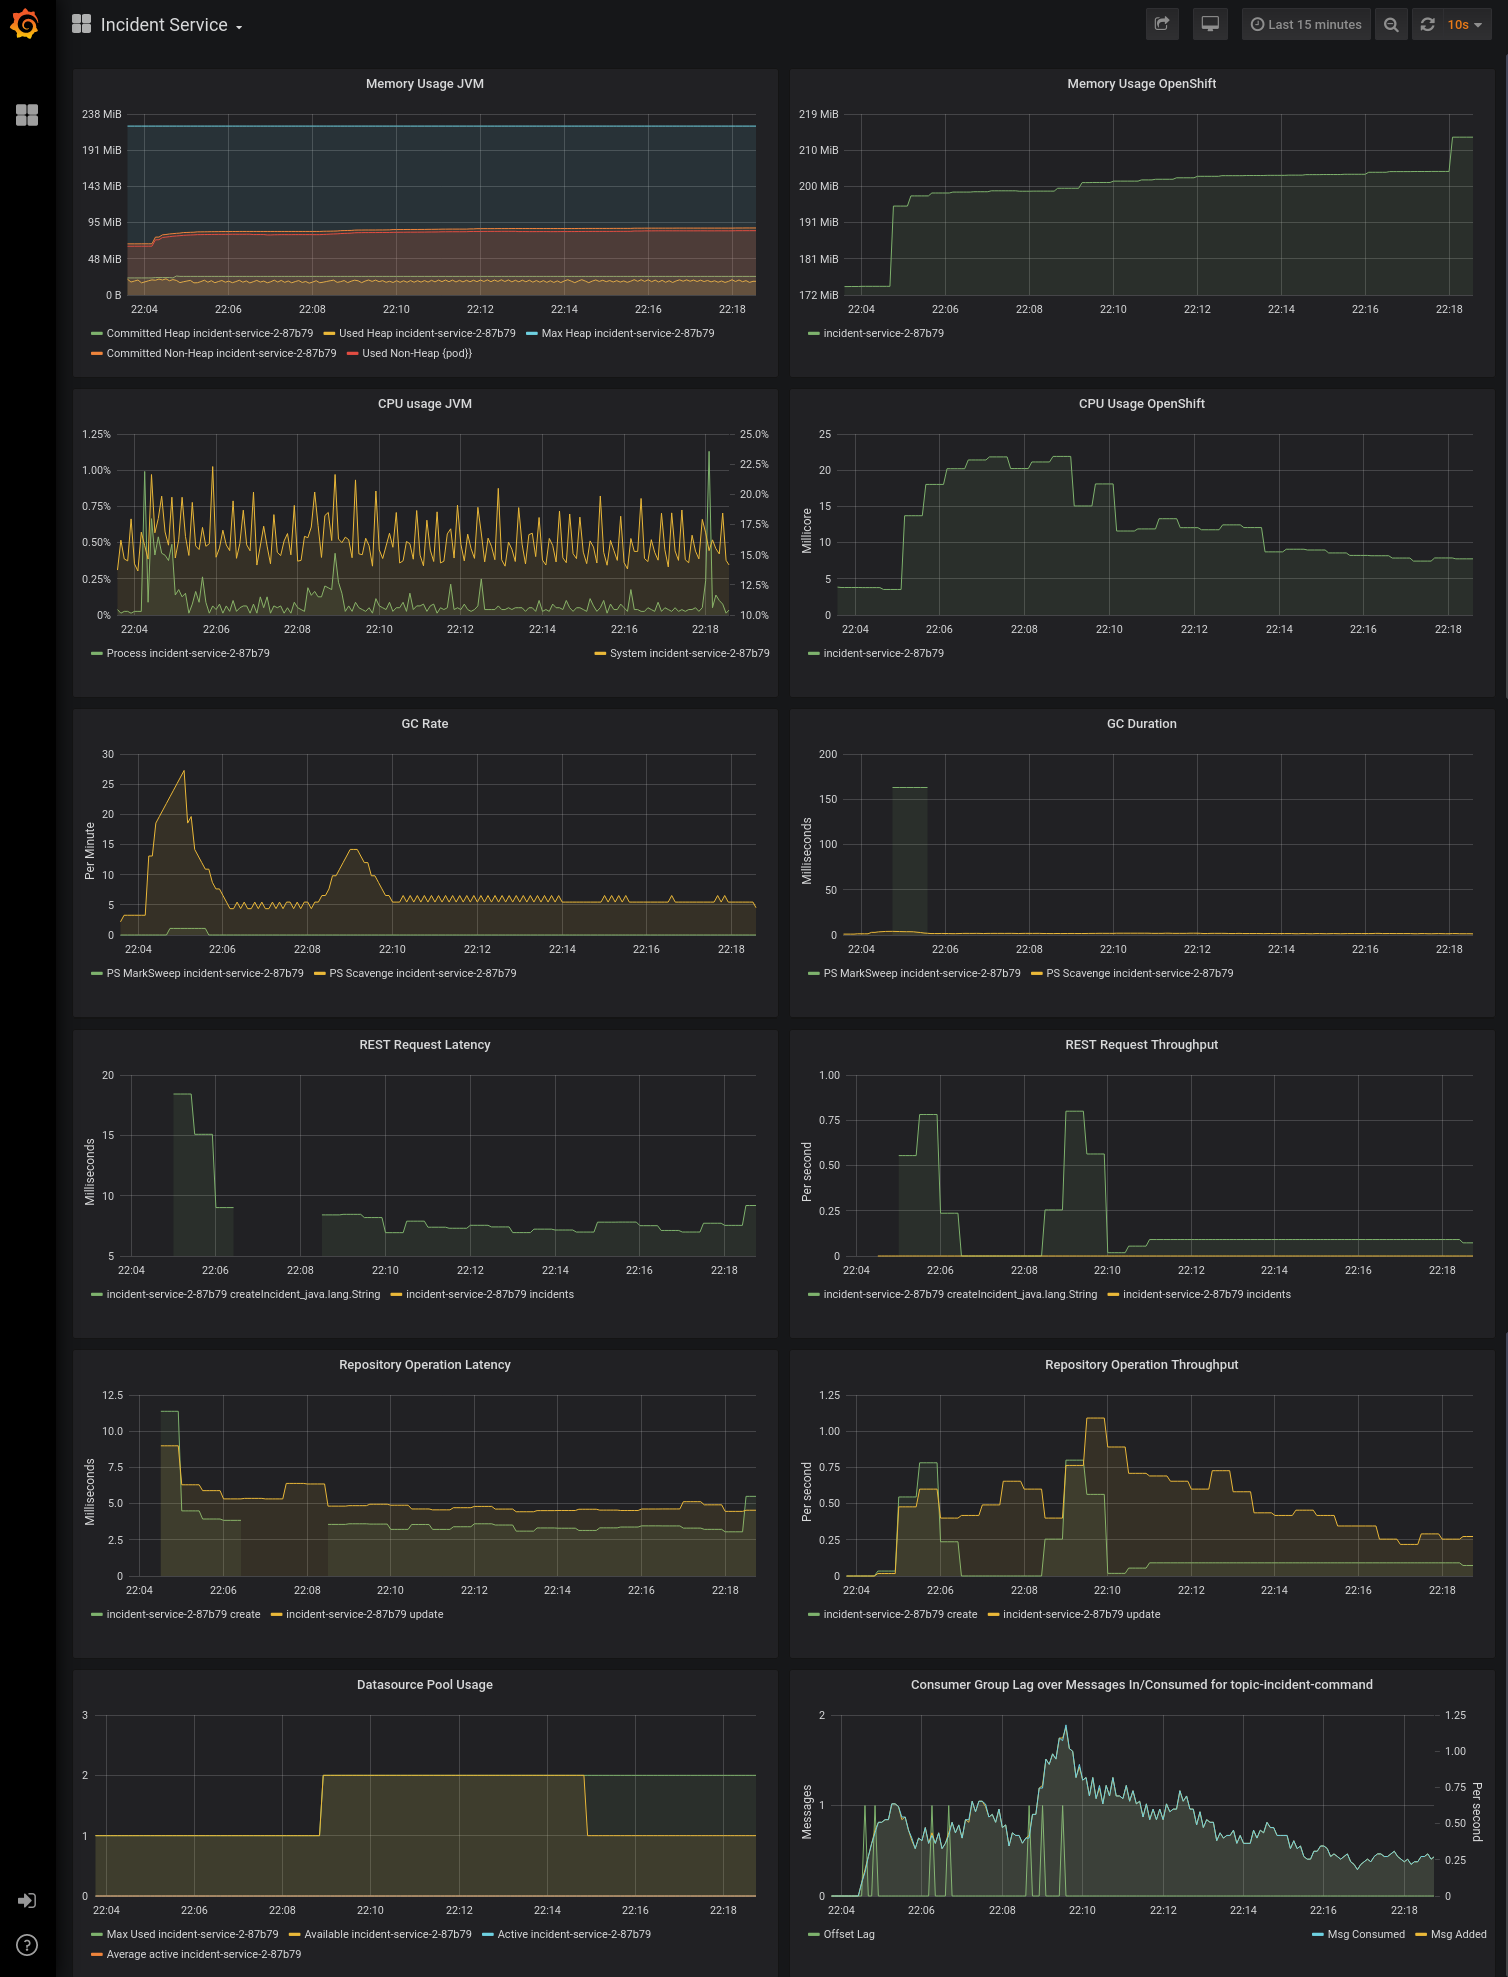 Incident Service
Last 15 minutes
10s
Memory Usage JVM
238 MiB
191 MiB
143 MiB
95 MiB
48 MiB
0 B
22:04 22:06 22:08 22:10 22:12 22:14 22:16 22:18
Committed Heap incident-service-2-87b79 Used Heap incident-service-2-87b79 Max Heap incident-service-2-87b79
Committed Non-Heap incident-service-2-87b79 Used Non-Heap {pod}}
Memory Usage OpenShift
219 MiB
210 MiB
200 MiB
191 MiB
181 MiB
172 MiB
22:04 22:06 22:08 22:10 22:12 22:14 22:16 22:18
incident-service-2-87b79
CPU usage JVM
1.25% 25.0%
22.5%
1.00%
20.0%
0.75%
17.5%
0.50%
15.0%
0.25%
12.5%
0% 10.0%
22:04 22:06 22:08 22:10 22:12 22:14 22:16 22:18
Process incident-service-2-87b79 System incident-service-2-87b79
CPU Usage OpenShift
Millicore
25
20
15
10
5
0
22:04 22:06 22:08 22:10 22:12 22:14 22:16 22:18
incident-service-2-87b79
GC Rate
Per Minute
30
25
20
15
10
5
0
22:04 22:06 22:08 22:10 22:12 22:14 22:16 22:18
PS MarkSweep incident-service-2-87b79 PS Scavenge incident-service-2-87b79
GC Duration
Milliseconds
200
150
100
50
0
22:04 22:06 22:08 22:10 22:12 22:14 22:16 22:18
PS MarkSweep incident-service-2-87b79 PS Scavenge incident-service-2-87b79
REST Request Latency
Milliseconds
20
15
10
5
22:04 22:06 22:08 22:10 22:12 22:14 22:16 22:18
incident-service-2-87b79 createIncident_java.lang.String incident-service-2-87b79 incidents
REST Request Throughput
Per second
1.00
0.75
0.50
0.25
0
22:04 22:06 22:08 22:10 22:12 22:14 22:16 22:18
incident-service-2-87b79 createIncident_java.lang.String incident-service-2-87b79 incidents
Repository Operation Latency
Milliseconds
12.5
10.0
7.5
5.0
2.5
0
22:04 22:06 22:08 22:10 22:12 22:14 22:16 22:18
incident-service-2-87b79 create incident-service-2-87b79 update
Repository Operation Throughput
Per second
1.25
1.00
0.75
0.50
0.25
0
22:04 22:06 22:08 22:10 22:12 22:14 22:16 22:18
incident-service-2-87b79 create incident-service-2-87b79 update
Datasource Pool Usage
3
2
1
0
22:04 22:06 22:08 22:10 22:12 22:14 22:16 22:18
Max Used incident-service-2-87b79 Available incident-service-2-87b79 Active incident-service-2-87b79
Average active incident-service-2-87b79
Consumer Group Lag over Messages In/Consumed for topic-incident-command
Messages
2 1.25
1.00
0.75
1
0.50
0.25
0 0
Per second
22:04 22:06 22:08 22:10 22:12 22:14 22:16 22:18
Offset Lag Msg Consumed Msg Added
?